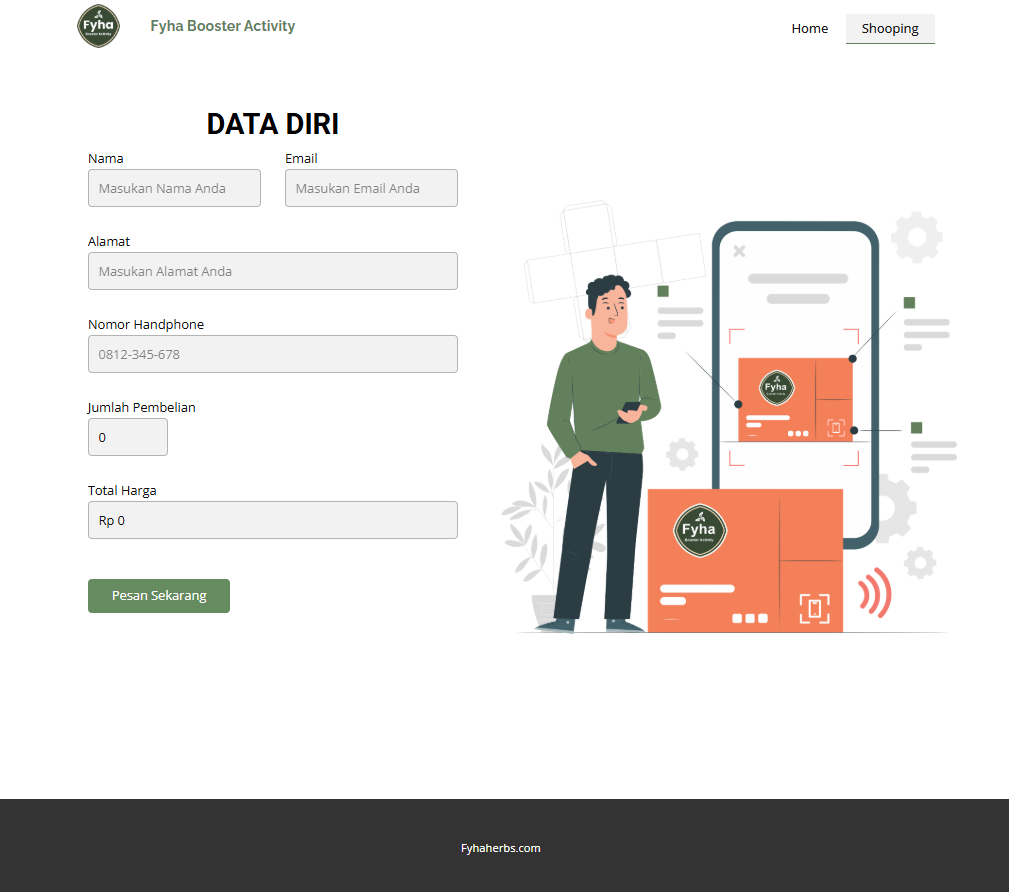 Fyha
Booster Activity
Fyha Booster Activity
Home
Shooping
DATA DIRI
Nama
Email
Masukan Nama Anda
Masukan Email Anda
Alamat
Masukan Alamat Anda
Nomor Handphone
0812-345-678
Jumlah Pembelian
0
Total Harga
Rp 0
Pesan Sekarang
Fyha
Fyha
Booster Activity
Fyhaherbs.com